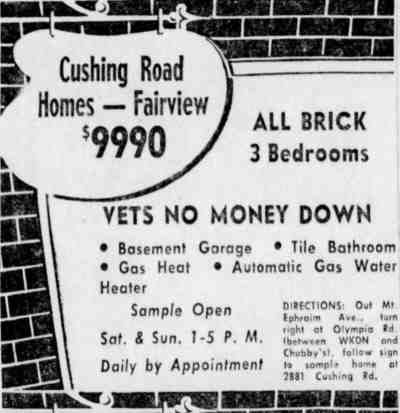 Cushing Road
Homes — Fairview
$9990
ALL BRICK
3 Bedrooms
VETS NO MONEY DOWN
• Basement Garage • Tile Bathroom
• Gas Heat • Automatic Gas Water
Heater
Sample Open
Sat. & Sun. 1-5 P. M.
Daily by Appointment
DIRECTIONS: Out Mt.
Ephraim Ave., turn
right at Olympia Rd.
(between WKDN and
Chubby's), follow sign
to sample home at
2881 Cushing Rd.